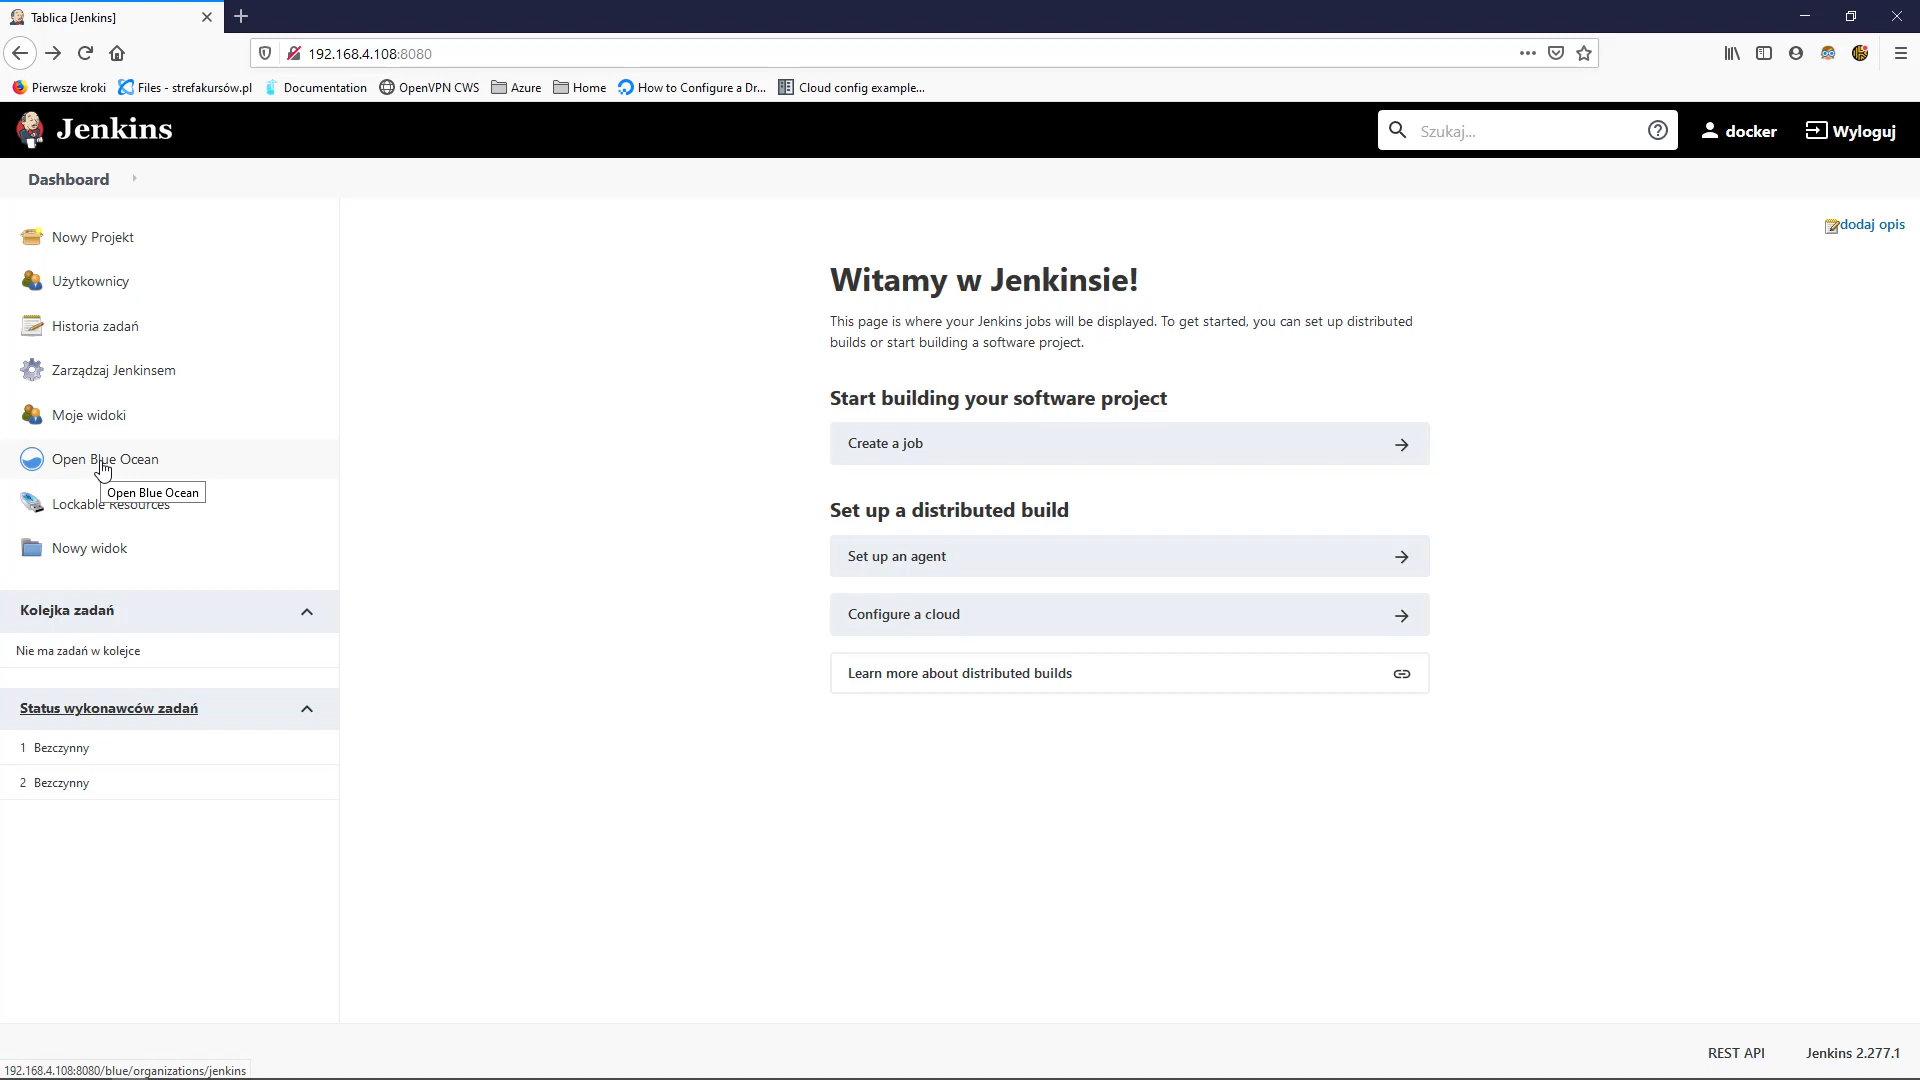 Tablica [Jenkins]
192.168.4.108:8080
Pierwsze kroki
Files - strefakursów.pl
Documentation
OpenVPN CWS
Azure
Home
How to Configure a Dr...
Cloud config example...
Jenkins
Szukaj...
docker
Wyloguj
Dashboard
Nowy Projekt
Użytkownicy
Historia zadań
Zarządzaj Jenkinsem
Moje widoki
Open Blue Ocean
Open Blue Ocean
Lockable Resources
Nowy widok
Kolejka zadań
Nie ma zadań w kolejce
Status wykonawców zadań
1 Bezczynny
2 Bezczynny
dodaj opis
Witamy w Jenkinsie!
This page is where your Jenkins jobs will be displayed. To get started, you can set up distributed
builds or start building a software project.
Start building your software project
Create a job
Set up a distributed build
Set up an agent
Configure a cloud
Learn more about distributed builds
REST API
Jenkins 2.277.1
192.168.4.108:8080/blue/organizations/jenkins